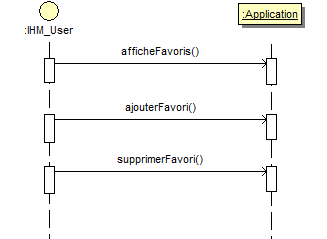 :IHM_User
:Application
afficheFavoris()
ajouterFavori()
supprimerFavori()